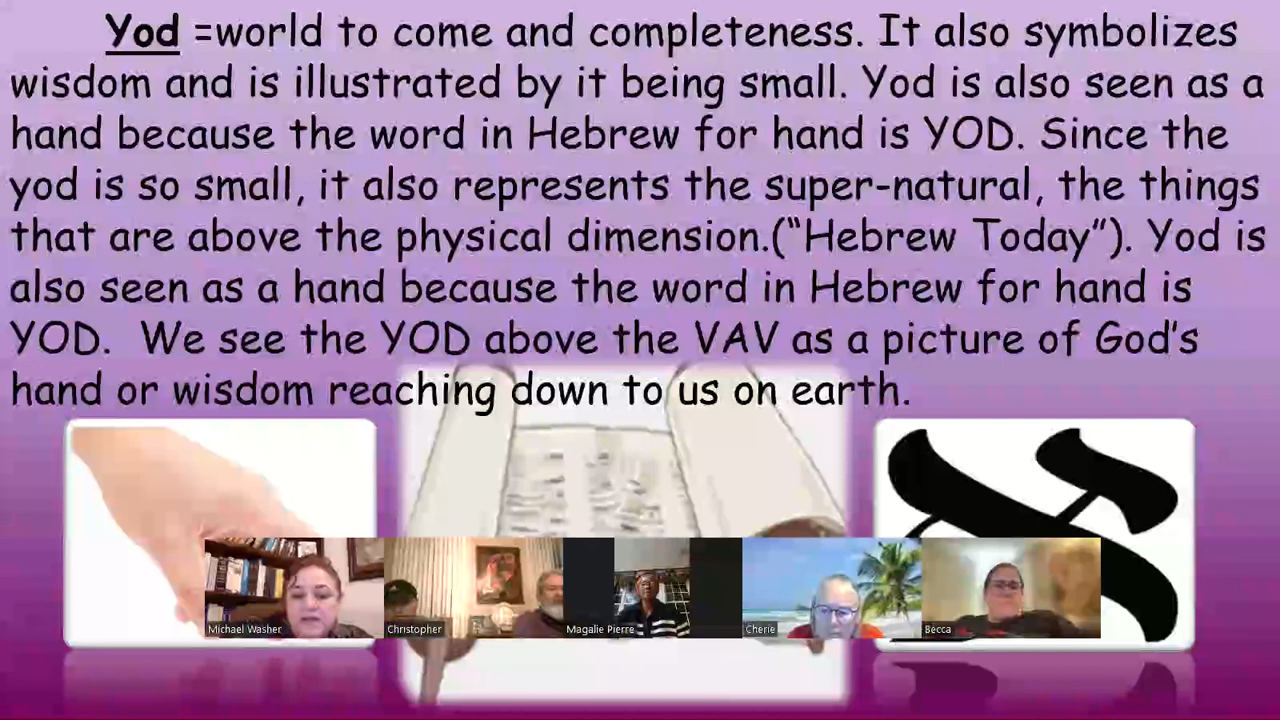 Yod =world to come and completeness. It also symbolizes
wisdom and is illustrated by it being small. Yod is also seen as a
hand because the word in Hebrew for hand is YOD. Since the
yod is so small, it also represents the super-natural, the things
that are above the physical dimension.(“Hebrew Today”). Yod is
also seen as a hand because the word in Hebrew for hand is
YOD. We see the YOD above the VAV as a picture of God’s
hand or wisdom reaching down to us on earth.
א
Michael Washer
Christopher
Magalie Pierre
Cherie
Becca